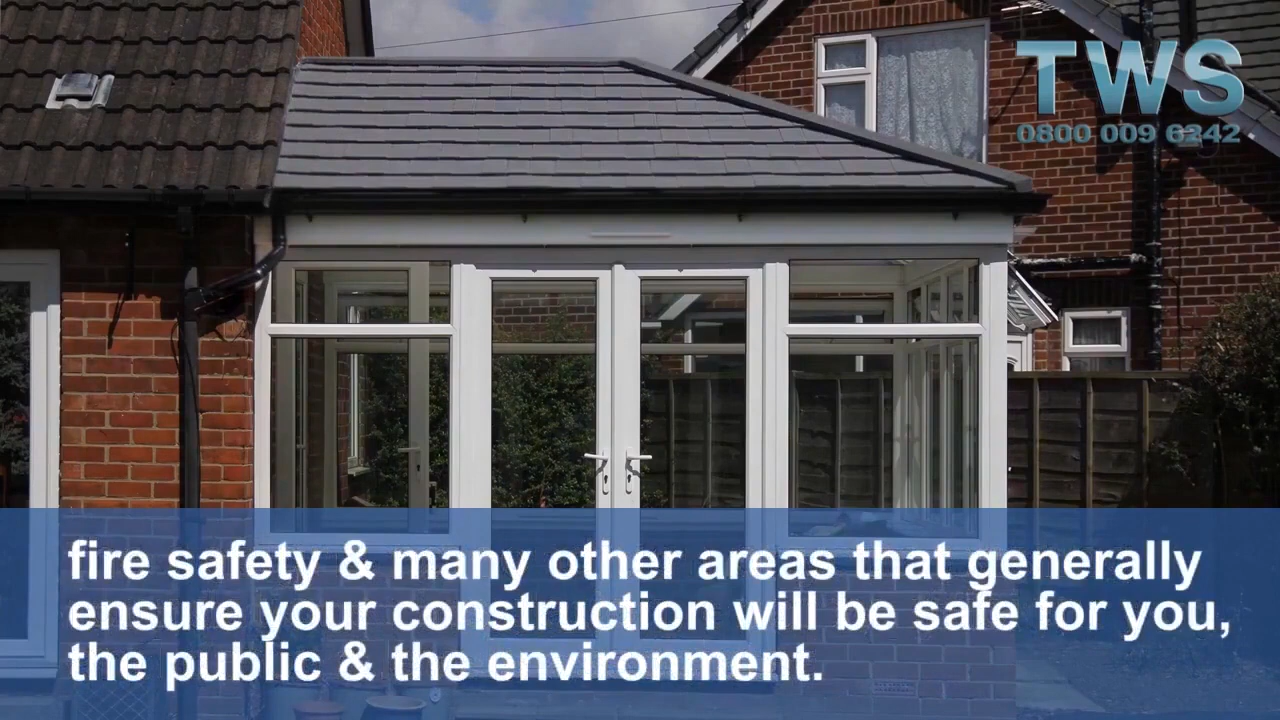 TWS
0800 009 6242
fire safety & many other areas that generally
ensure your construction will be safe for you,
the public & the environment.